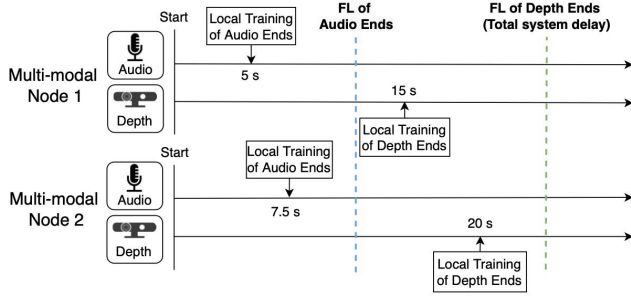 Start
Local Training
of Audio Ends
FL of
Audio Ends
FL of Depth Ends
(Total system delay)
Multi-modal
Node 1
Audio
5 s
Depth
15 s
Local Training
of Depth Ends
Start
Local Training
of Audio Ends
Multi-modal
Node 2
Audio
7.5 s
Depth
20 s
Local Training
of Depth Ends